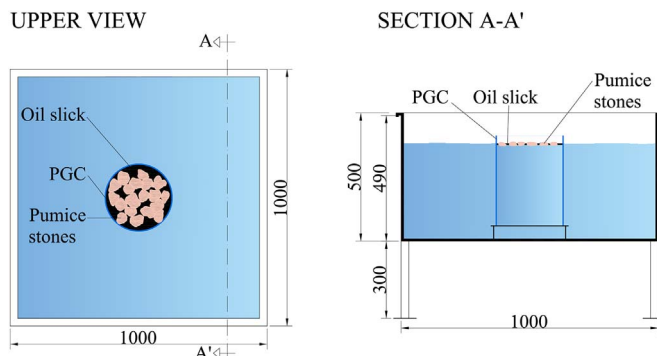 UPPER VIEW
A
Oil slick
PGC
Pumice
stones
1000
1000
A'
SECTION A-A'
PGC
Oil slick
Pumice
stones
500
490
300
1000